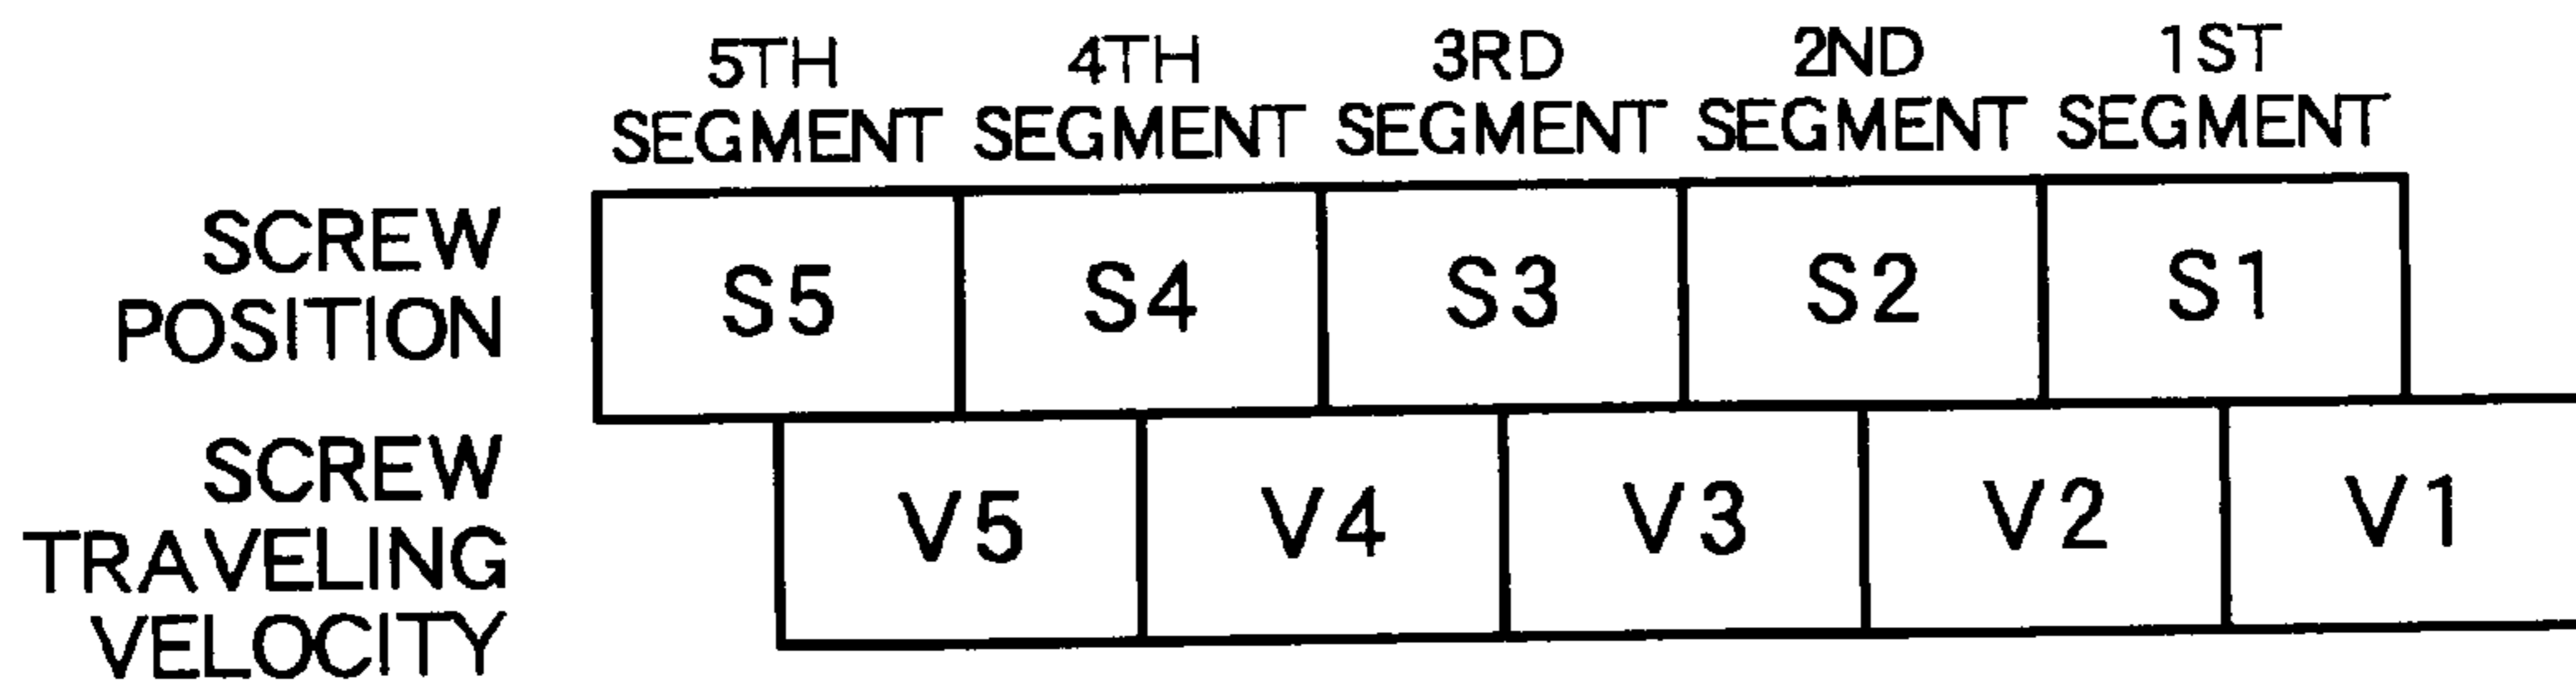 5TH 4TH 3RD 2ND 1ST
SEGMENT SEGMENT SEGMENT SEGMENT SEGMENT
SCREW
POSITION
S5 S4 S3 S2 S1
SCREW
TRAVELING
VELOCITY
V5 V4 V3 V2 V1